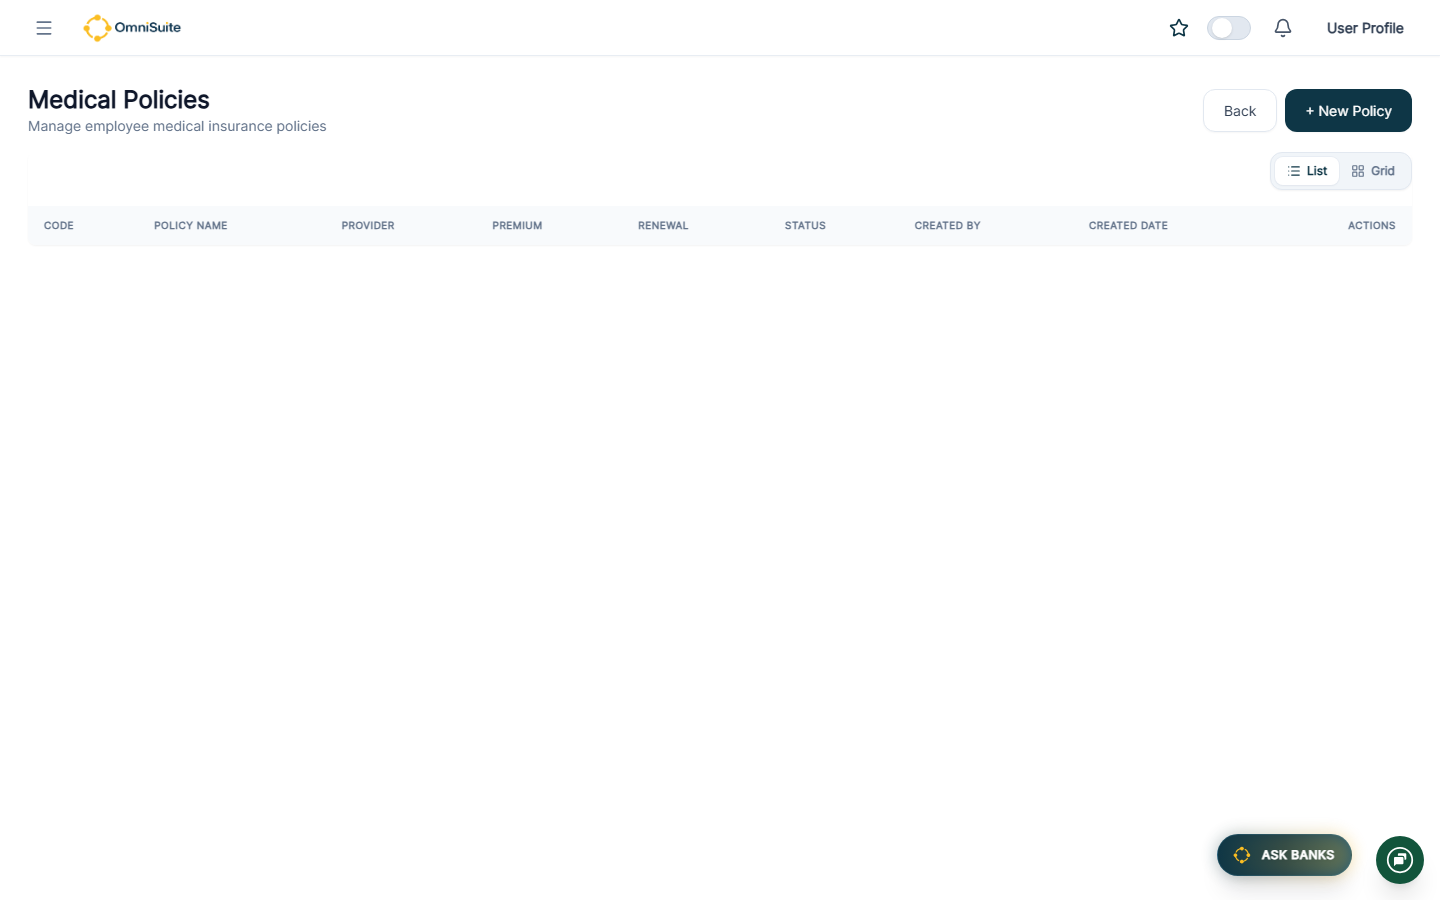 OmniSuite
User Profile
Medical Policies
Manage employee medical insurance policies
Back
+ New Policy
List
Grid
CODE
POLICY NAME
PROVIDER
PREMIUM
RENEWAL
STATUS
CREATED BY
CREATED DATE
ACTIONS
ASK BANKS